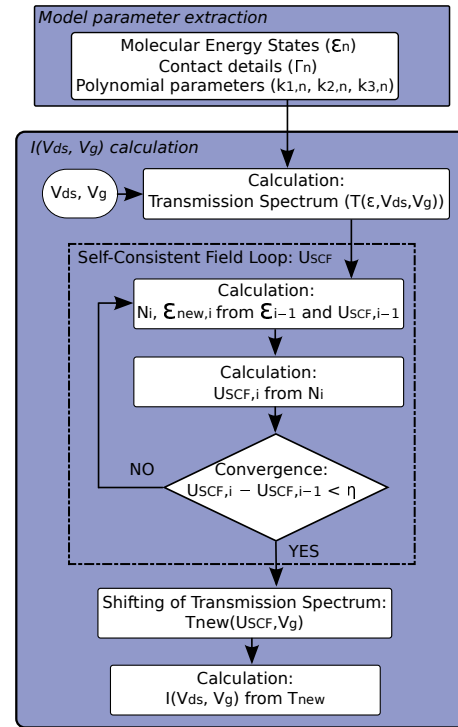 Model parameter extraction
Molecular Energy States (Ɛn)
Contact details (Γn)
Polynomial parameters (k1,n, k2,n, k3,n)
I(Vds, Vg) calculation
Vds, Vg
Calculation:
Transmission Spectrum (T(ε,Vds,Vg))
Self-Consistent Field Loop: USCF
Calculation:
Ni, Ɛnew,i from Ɛi−1 and USCF,i−1
Calculation:
USCF,i from Ni
NO
Convergence:
USCF,i − USCF,i−1 < η
YES
Shifting of Transmission Spectrum:
Tnew(USCF,Vg)
Calculation:
I(Vds, Vg) from Tnew